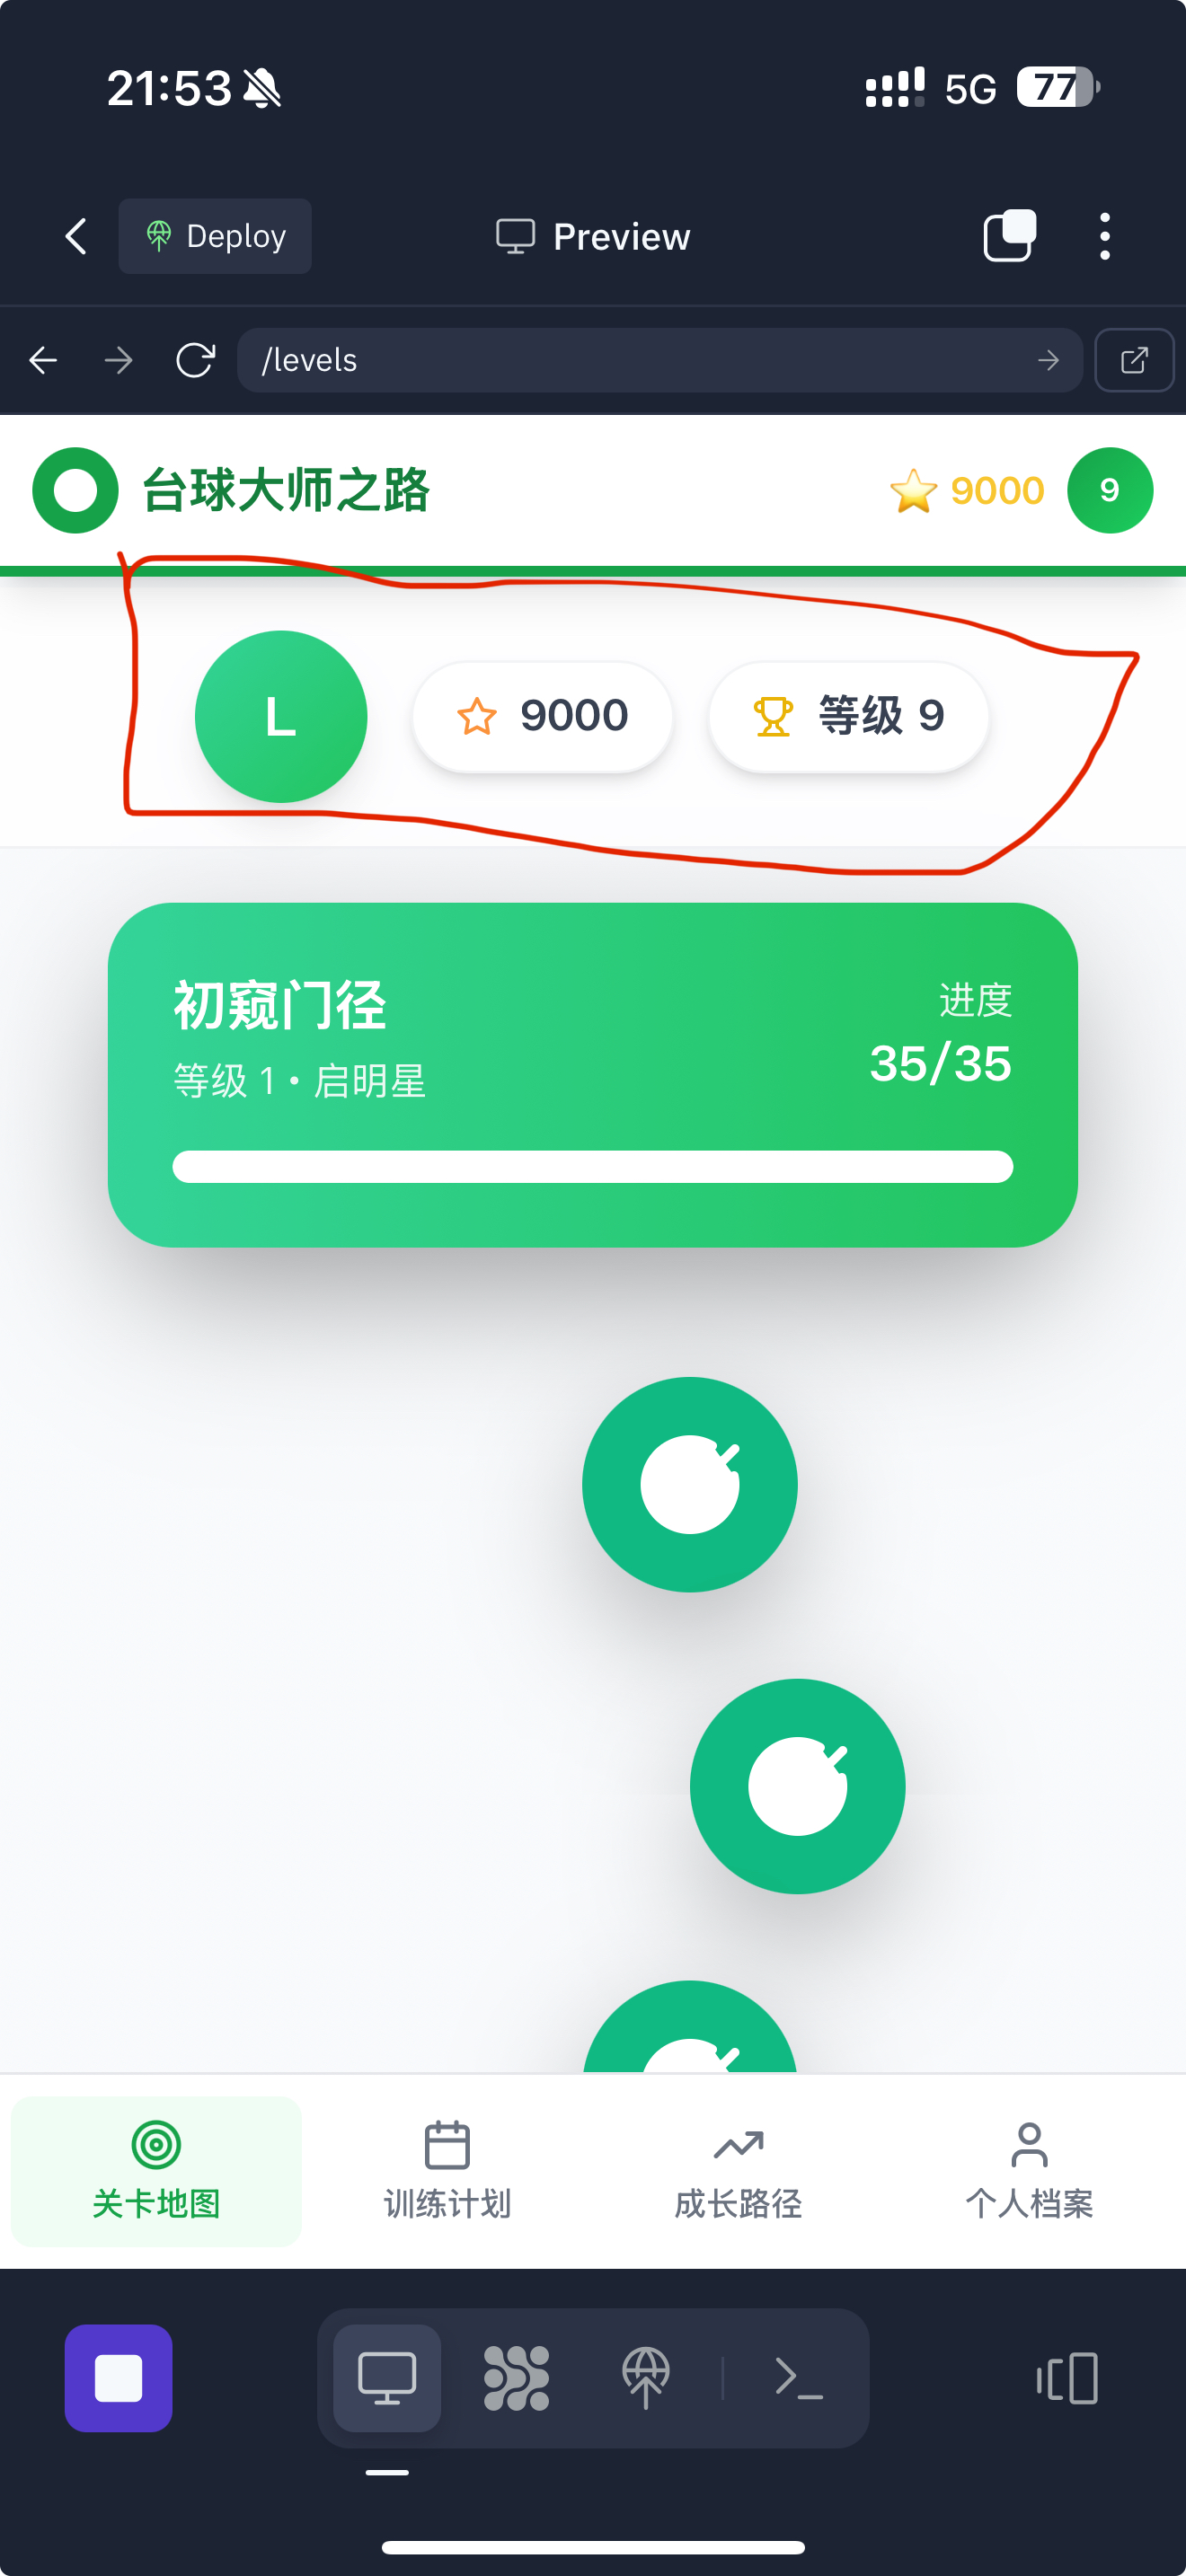 21:53
5G
77
Deploy
Preview
/levels
台球大师之路
9000
9
L
9000
等级 9
初窥门径
进度
等级 1 • 启明星
35/35
关卡地图
训练计划
成长路径
个人档案